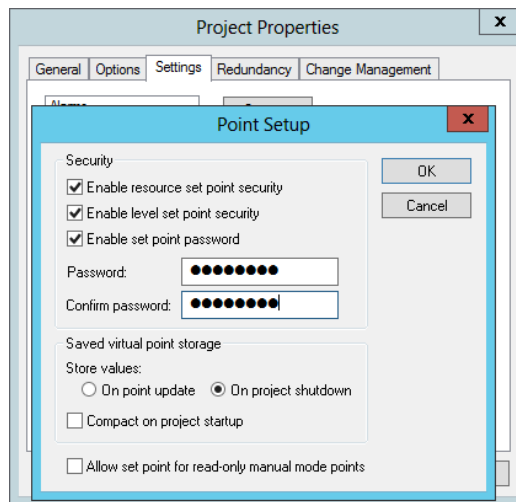 Project Properties
x
General Options Settings Redundancy Change Management
Name
Point Setup
x
Security
OK
Enable resource set point security
Enable level set point security
Cancel
Enable set point password
Password: ●●●●●●●●
Confirm password: ●●●●●●●●
Saved virtual point storage
Store values:
On point update On project shutdown
Compact on project startup
Allow set point for read-only manual mode points